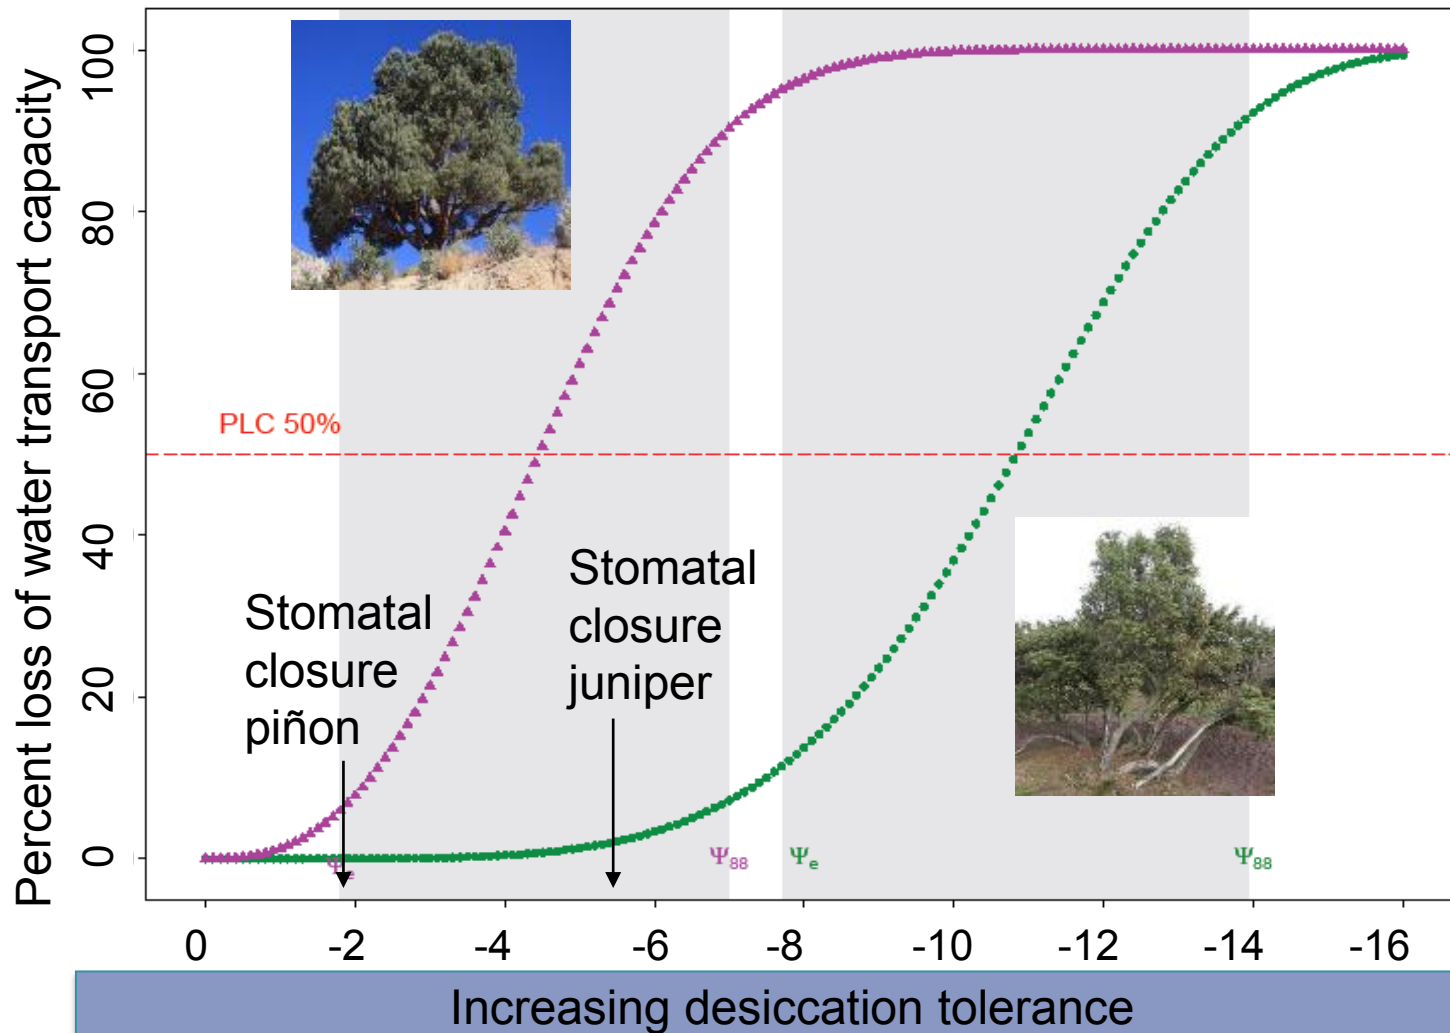 Percent loss of water transport capacity
100
80
60
40
20
0
PLC 50%
Stomatal
closure
piñon
Stomatal
closure
juniper
Ψe
Ψ88
Ψe
Ψ88
0 -2 -4 -6 -8 -10 -12 -14 -16
Increasing desiccation tolerance